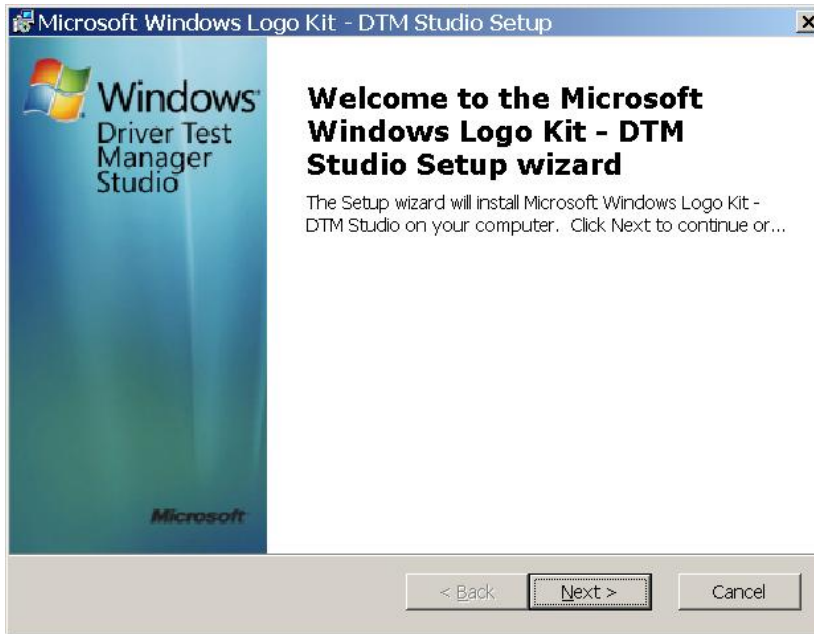 Microsoft Windows Logo Kit - DTM Studio Setup
Windows
Driver Test
Manager
Studio
Welcome to the Microsoft
Windows Logo Kit - DTM
Studio Setup wizard
The Setup wizard will install Microsoft Windows Logo Kit -
DTM Studio on your computer. Click Next to continue or...
Microsoft
< Back
Next >
Cancel